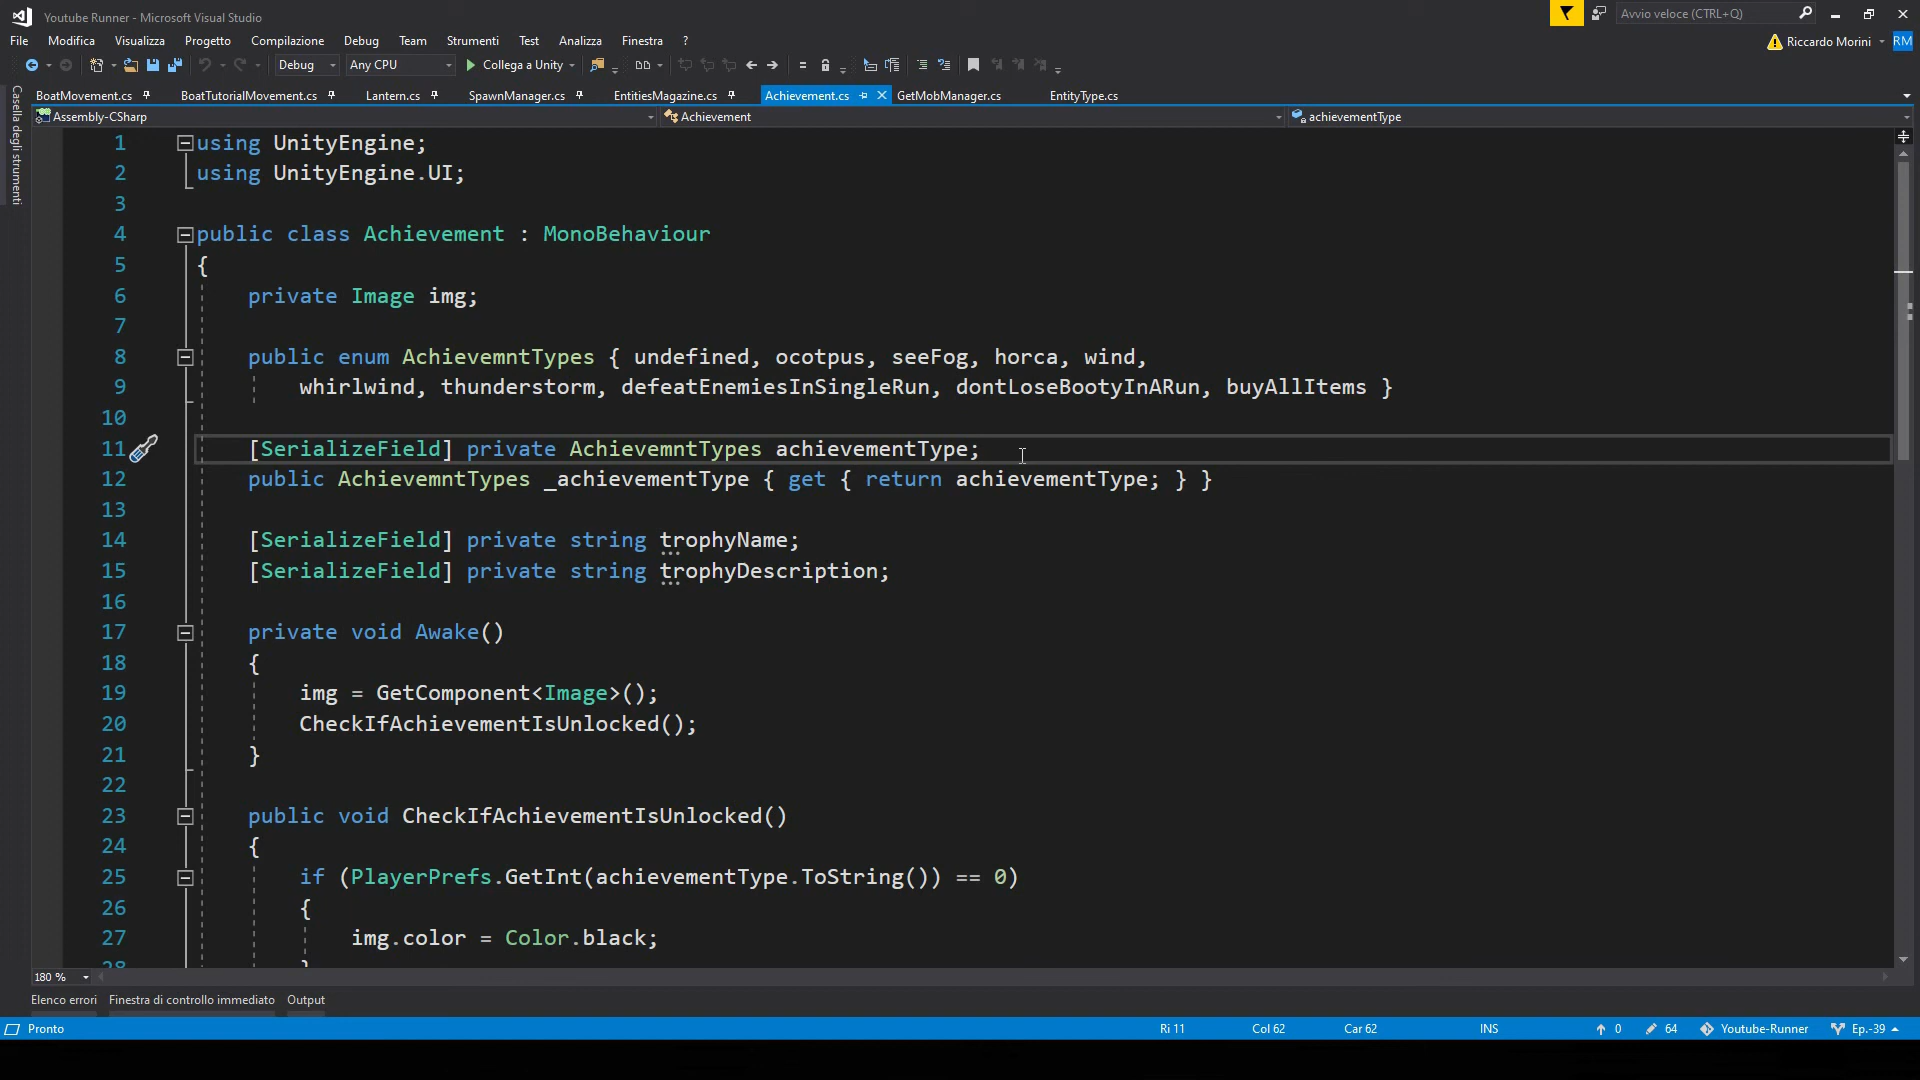 Youtube Runner - Microsoft Visual Studio
Avvio veloce (CTRL+Q)
File Modifica Visualizza Progetto Compilazione Debug Team Strumenti Test Analizza Finestra ?
Riccardo Morini RM
Debug Any CPU Collega a Unity
BoatMovement.cs BoatTutorialMovement.cs Lantern.cs SpawnManager.cs EntitiesMagazine.cs Achievement.cs GetMobManager.cs EntityType.cs
Casella degli strumenti
Assembly-CSharp Achievement achievementType
1 using UnityEngine;
2 using UnityEngine.UI;
3
4 public class Achievement : MonoBehaviour
5 {
6 private Image img;
7
8 public enum AchievemntTypes { undefined, ocotpus, seeFog, horca, wind,
9 whirlwind, thunderstorm, defeatEnemiesInSingleRun, dontLoseBootyInARun, buyAllItems }
10
11 [SerializeField] private AchievemntTypes achievementType;
12 public AchievemntTypes _achievementType { get { return achievementType; } }
13
14 [SerializeField] private string trophyName;
15 [SerializeField] private string trophyDescription;
16
17 private void Awake()
18 {
19 img = GetComponent<Image>();
20 CheckIfAchievementIsUnlocked();
21 }
22
23 public void CheckIfAchievementIsUnlocked()
24 {
25 if (PlayerPrefs.GetInt(achievementType.ToString()) == 0)
26 {
27 img.color = Color.black;
28 }
180 %
Elenco errori Finestra di controllo immediato Output
Pronto Ri 11 Col 62 Car 62 INS 0 64 Youtube-Runner Ep.-39